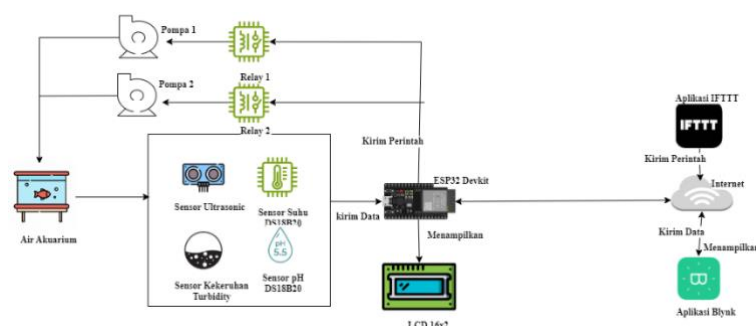 Pompa 1
Relay 1
Pompa 2
Relay 2
Kirim Perintah
Aplikasi IFTTT
IFTTT
Kirim Perintah
Internet
ESP32 Devkit
Sensor Ultrasonic
Sensor Suhu
DS18B20
kirim Data
Air Akuarium
Menampilkan
Kirim Data
Menampilkan
Sensor Kekeruhan
Turbidity
pH
5.5
Sensor pH
DS18B20
B
Aplikasi Blynk
LCD 16x2